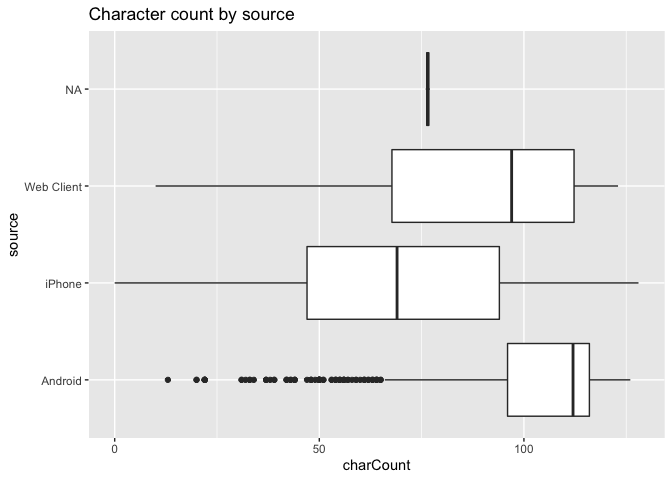 Character count by source
NA
Web Client
iPhone
Android
source
0
50
100
charCount